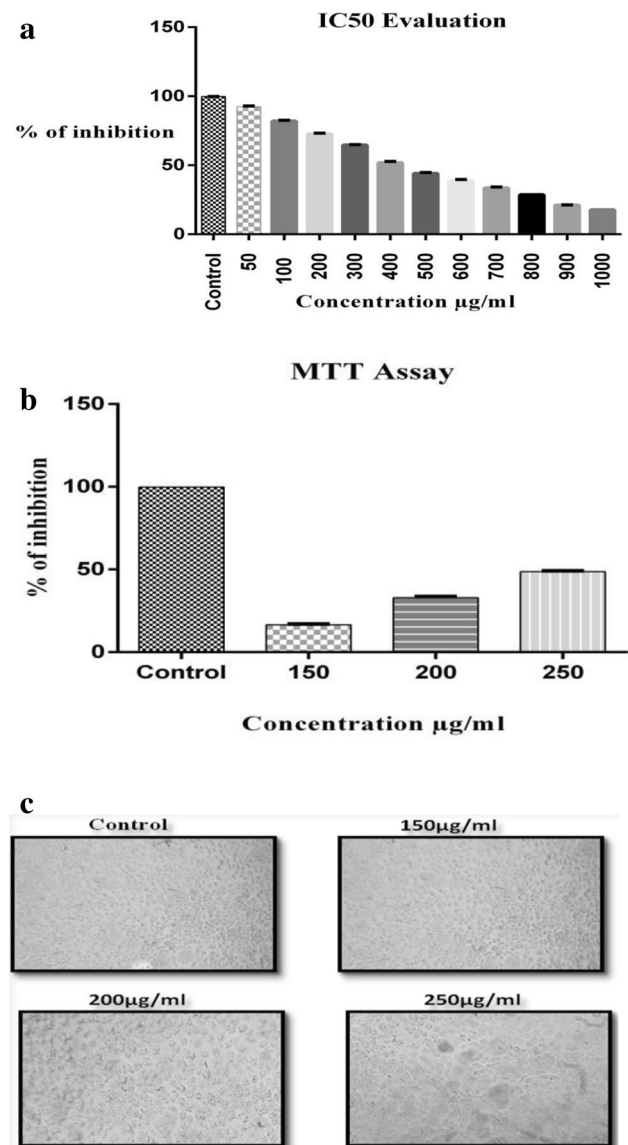 a
IC50 Evaluation
150
100
50
0
% of inhibition
Control 50 100 200 300 400 500 600 700 800 900 1000
Concentration µg/ml
MTT Assay
b
150
100
50
0
% of inhibition
Control 150 200 250
Concentration µg/ml
c
Control 150µg/ml
200µg/ml 250µg/ml